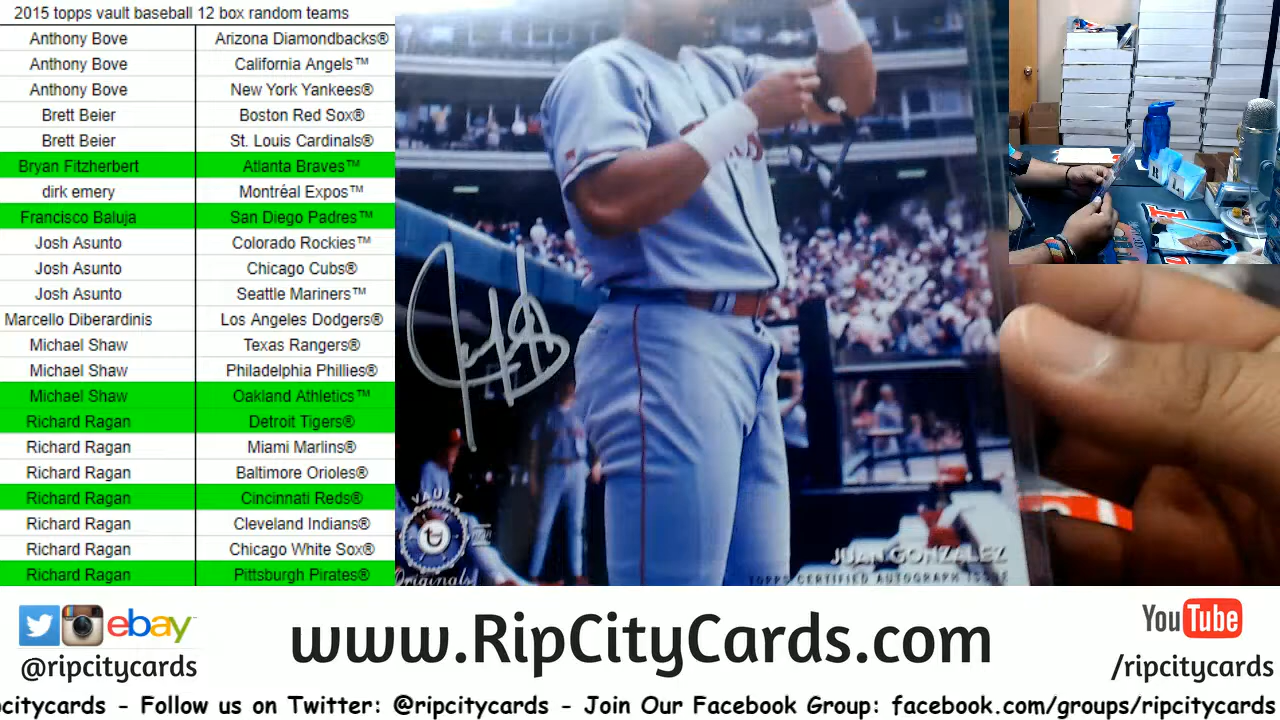 2015 topps vault baseball 12 box random teams
Anthony Bove Arizona Diamondbacks®
Anthony Bove California Angels™
Anthony Bove New York Yankees®
Brett Beier Boston Red Sox®
Brett Beier St. Louis Cardinals®
Bryan Fitzherbert Atlanta Braves™
dirk emery Montréal Expos™
Francisco Baluja San Diego Padres™
Josh Asunto Colorado Rockies™
Josh Asunto Chicago Cubs®
Josh Asunto Seattle Mariners™
Marcello Diberardinis Los Angeles Dodgers®
Michael Shaw Texas Rangers®
Michael Shaw Philadelphia Phillies®
Michael Shaw Oakland Athletics™
Richard Ragan Detroit Tigers®
Richard Ragan Miami Marlins®
Richard Ragan Baltimore Orioles®
Richard Ragan Cincinnati Reds®
Richard Ragan Cleveland Indians®
Richard Ragan Chicago White Sox®
Richard Ragan Pittsburgh Pirates®
VAULT
t
Originals
JUAN GONZALEZ
TOPPS CERTIFIED AUTOGRAPH ISSUE
ebay™
@ripcitycards
www.RipCityCards.com
YouTube
/ripcitycards
ocitycards - Follow us on Twitter: @ripcitycards - Join Our Facebook Group: facebook.com/groups/ripcitycards